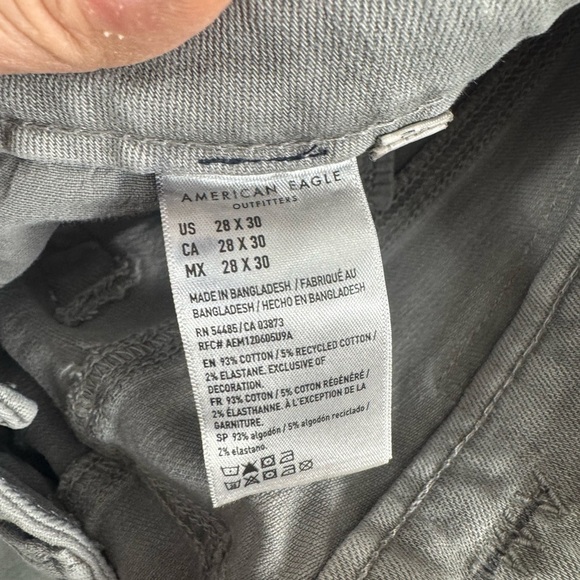 AMERICAN EAGLE
OUTFITTERS
US 28 X 30
CA 28 X 30
MX 28 X 30
MADE IN BANGLADESH / FABRIQUÉ AU
BANGLADESH / HECHO EN BANGLADESH
RN 54485 / CA 03873
RFC# AEM120605U9A
EN 93% COTTON / 5% RECYCLED COTTON /
2% ELASTANE. EXCLUSIVE OF
DECORATION.
FR 93% COTON / 5% COTON RÉGÉNÉRÉ /
2% ÉLASTHANNE. À L'EXCEPTION DE LA
GARNITURE.
SP 93% algodón / 5% algodón reciclado /
2% elastano.